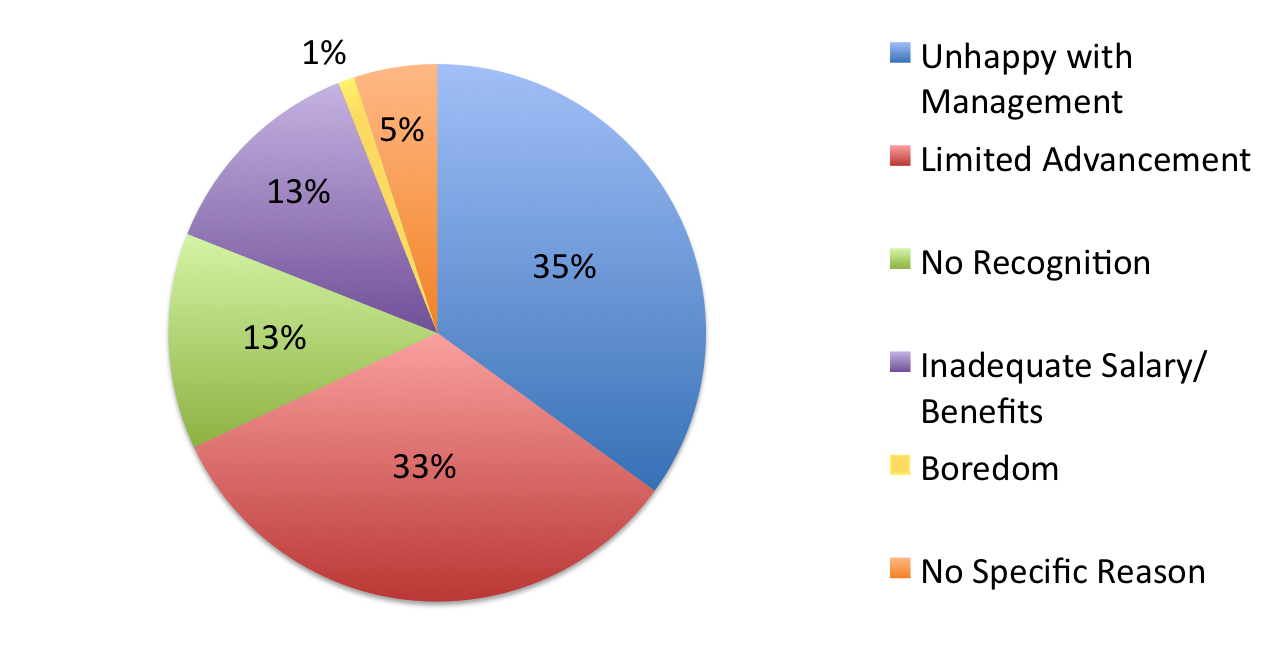 1%
5%
13%
35%
13%
33%
Unhappy with
Management
Limited Advancement
No Recognition
Inadequate Salary/
Benefits
Boredom
No Specific Reason